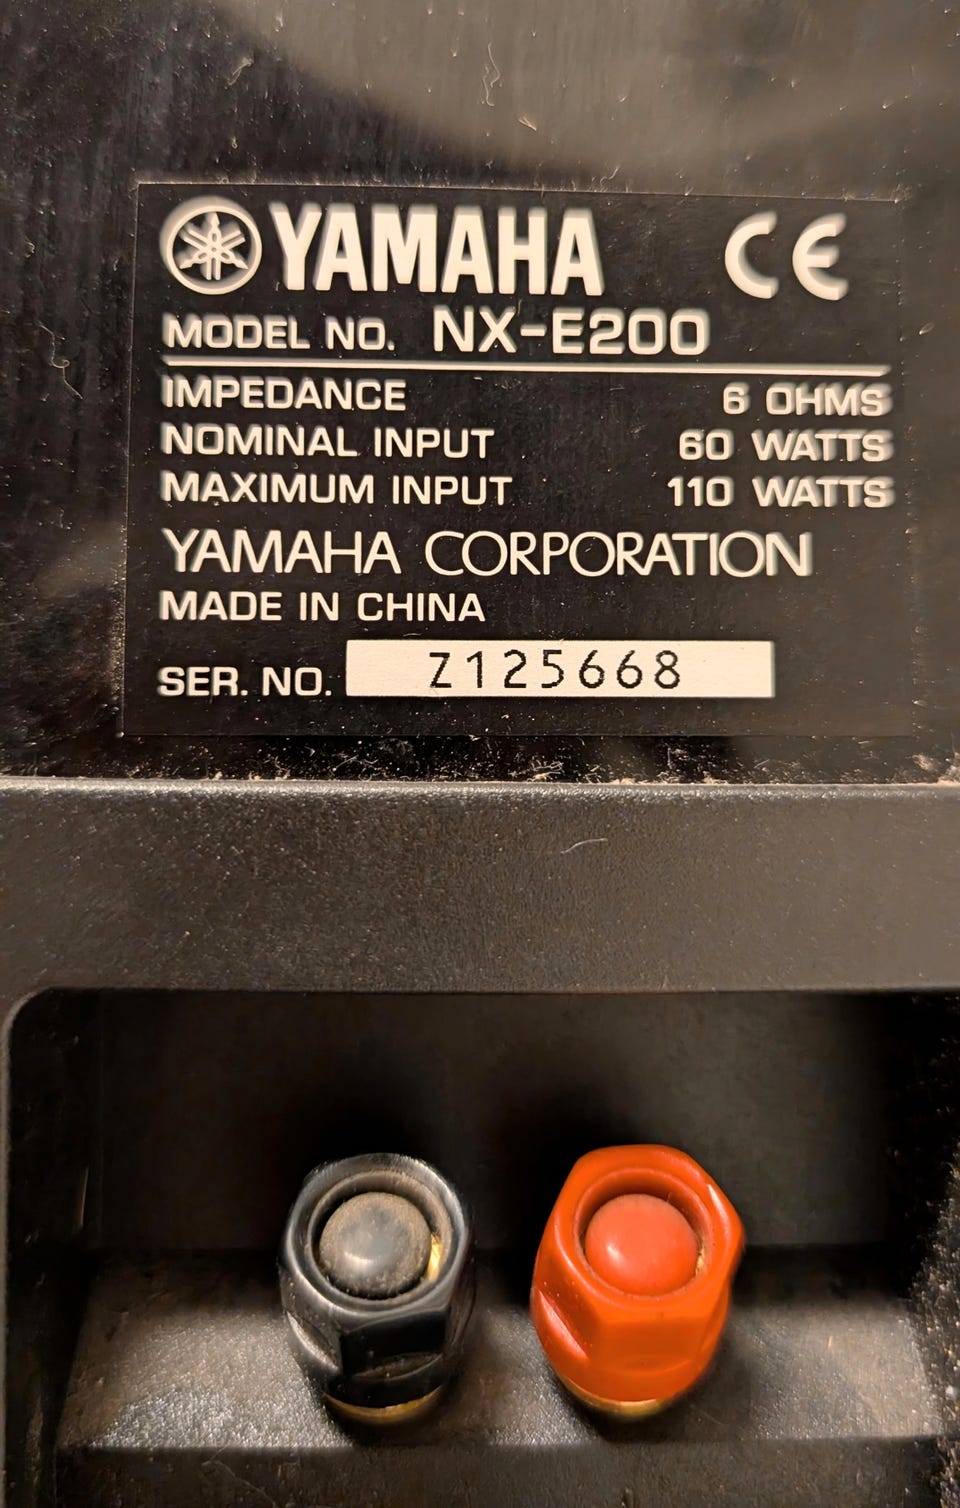 YAMAHA CE
MODEL NO. NX-E200
IMPEDANCE 6 OHMS
NOMINAL INPUT 60 WATTS
MAXIMUM INPUT 110 WATTS
YAMAHA CORPORATION
MADE IN CHINA
SER. NO. Z125668